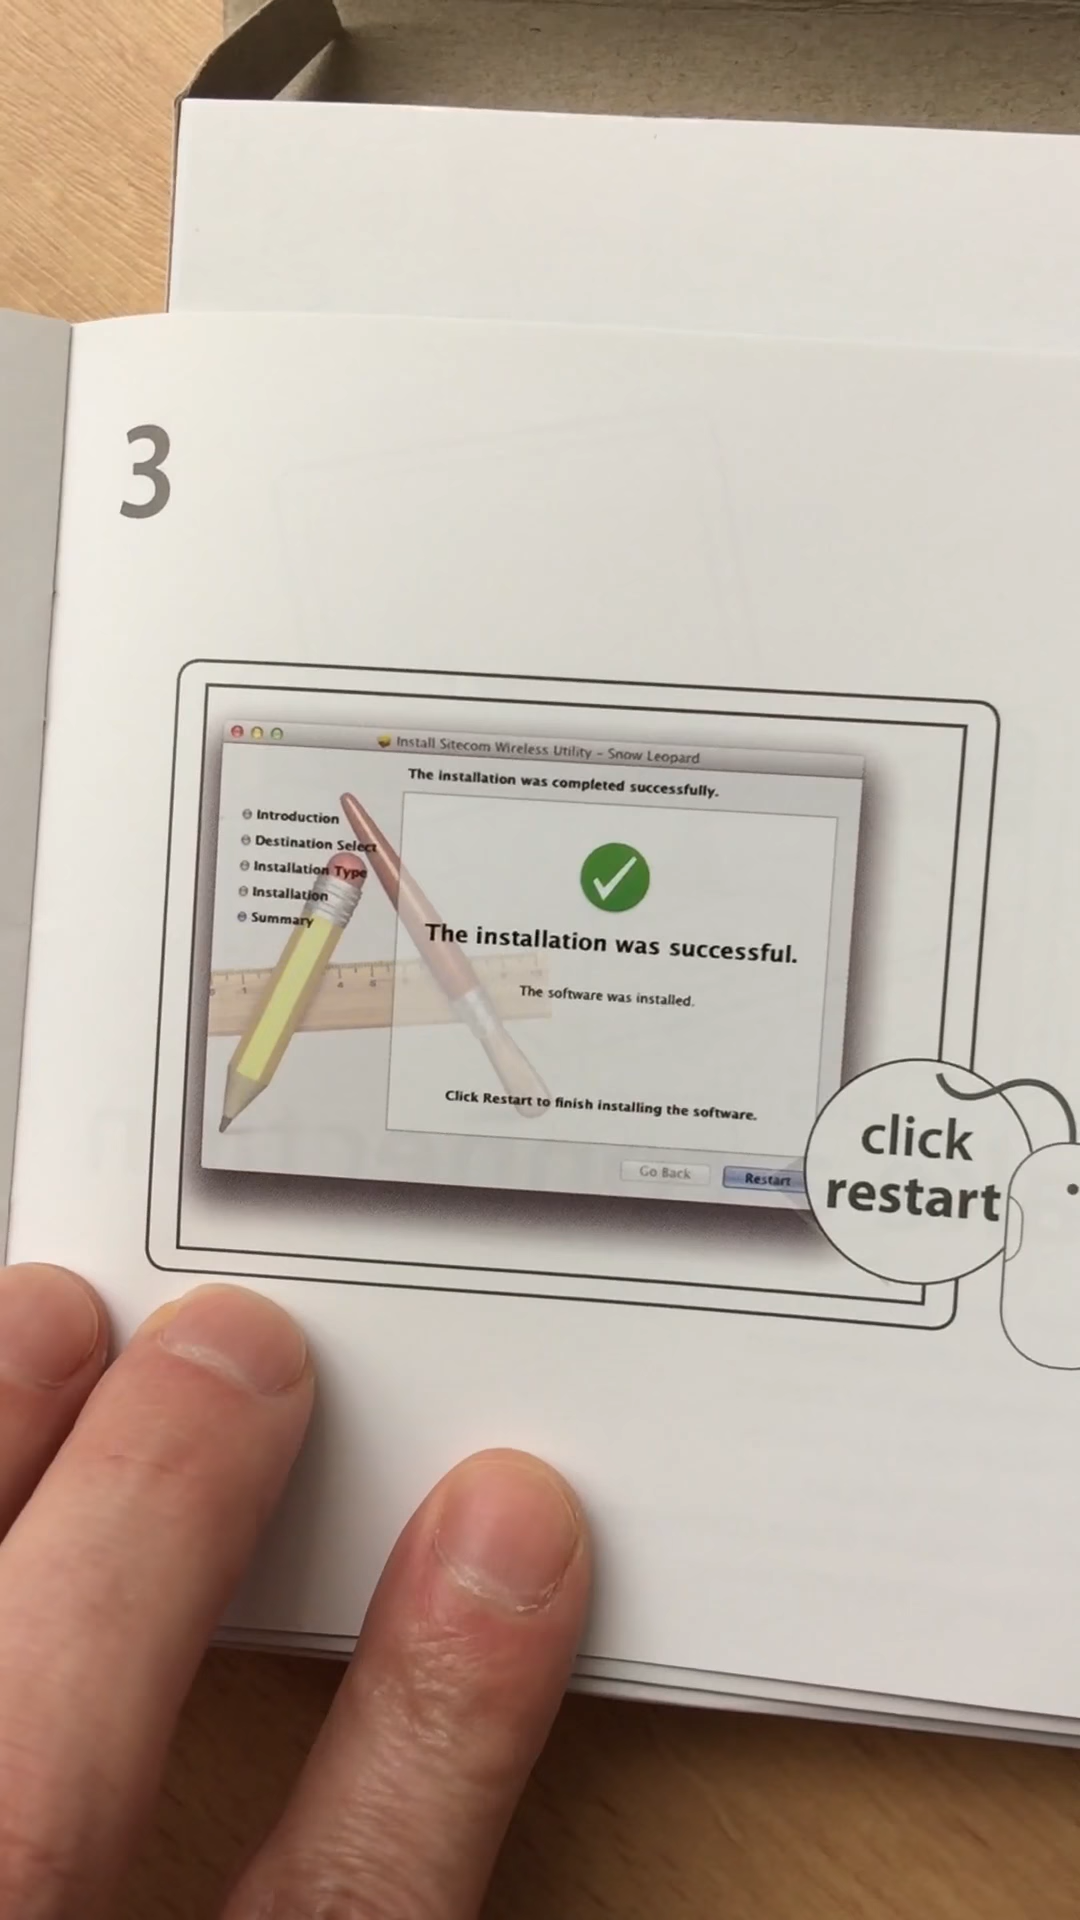 3
Install Sitecom Wireless Utility – Snow Leopard
The installation was completed successfully.
Introduction
Destination Select
Installation Type
Installation
Summary
The installation was successful.
The software was installed.
Click Restart to finish installing the software.
Go Back
Restart
click
restart